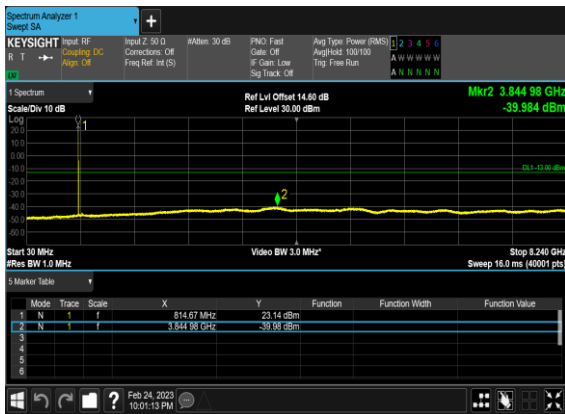 Spectrum Analyzer 1
Swept SA
+
KEYSIGHT Input: RF Input Z: 50 Ω #Atten: 30 dB PNO: Fast Avg Type: Power (RMS) 1 2 3 4 5 6
R T Coupling: DC Corrections: Off Gate: Off Avg|Hold: 100/100 A W W W W W
Align: Off Freq Ref: Int (S) IF Gain: Low Trig: Free Run
Sig Track: Off A N N N N N
1 Spectrum Ref Lvl Offset 14.60 dB Mkr2 3.844 98 GHz
Scale/Div 10 dB Ref Level 30.00 dBm -39.984 dBm
Log
1
20.0
10.0
0.00
-10.0 DL1 -13.00 dBm
-20.0
-30.0 2
-40.0
-50.0
-60.0
Start 30 MHz Video BW 3.0 MHz* Stop 8.240 GHz
#Res BW 1.0 MHz Sweep 16.0 ms (40001 pts)
5 Marker Table
Mode Trace Scale X Y Function Function Width Function Value
1 N 1 f 814.67 MHz 23.14 dBm
2 N 1 f 3.844 98 GHz -39.98 dBm
3
4
5
6
? Feb 24, 2023
10:01:13 PM